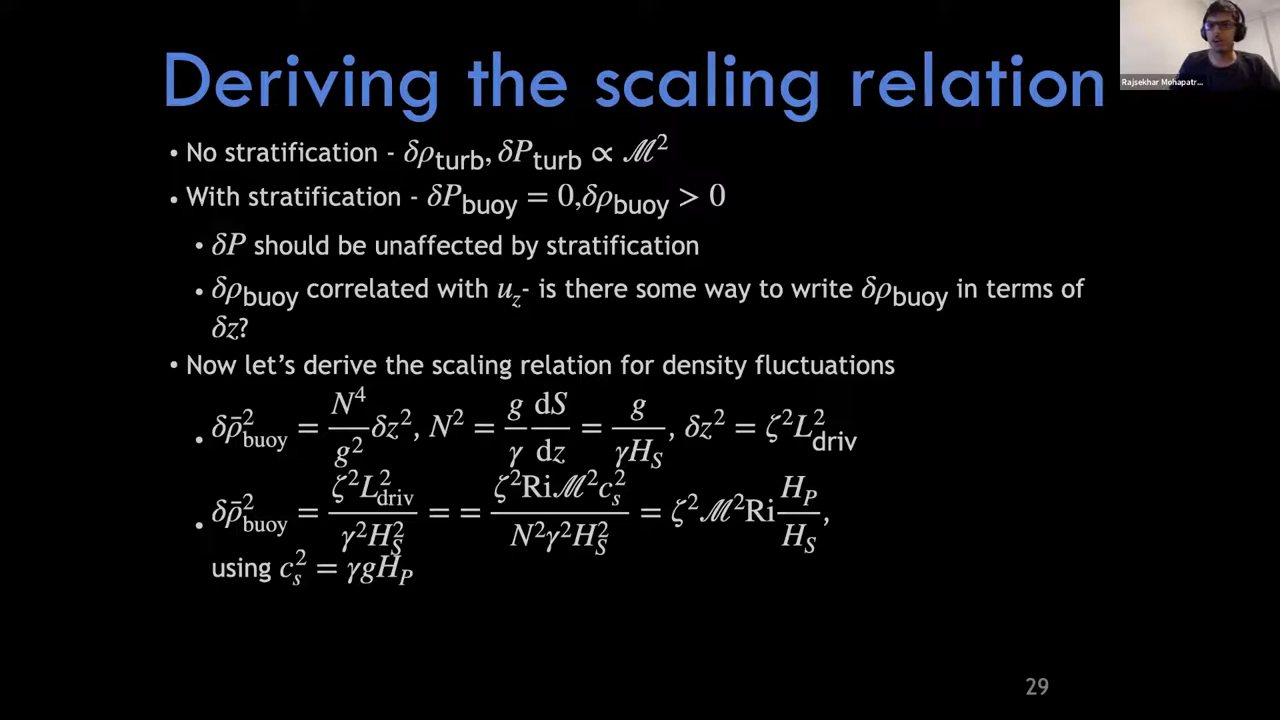 Deriving the scaling relation
Rajsekhar Mohapatr...
• No stratification - δρ_turb, δP_turb ∝ ℳ²
• With stratification - δP_buoy = 0, δρ_buoy > 0
• δP should be unaffected by stratification
• δρ_buoy correlated with u_z- is there some way to write δρ_buoy in terms of
δz?
• Now let's derive the scaling relation for density fluctuations
• δρ̄²_buoy = N⁴/g² δz², N² = g/γ dS/dz = g/γH_S, δz² = ζ²L²_driv
• δρ̄²_buoy = ζ²L²_driv/γ²H²_S = = ζ²Riℳ²c²_s/N²γ²H²_S = ζ²ℳ²Ri H_P/H_S,
using c²_s = γgH_P
29